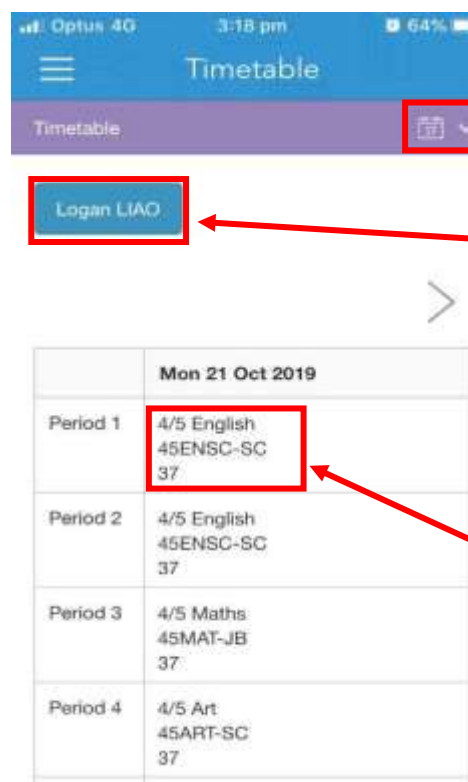 Optus 4G 3:18 pm 64%
Timetable
Timetable
Logan LIAO
Mon 21 Oct 2019
Period 1 4/5 English
45ENSC-SC
37
Period 2 4/5 English
45ENSC-SC
37
Period 3 4/5 Maths
45MAT-JB
37
Period 4 4/5 Art
45ART-SC
37